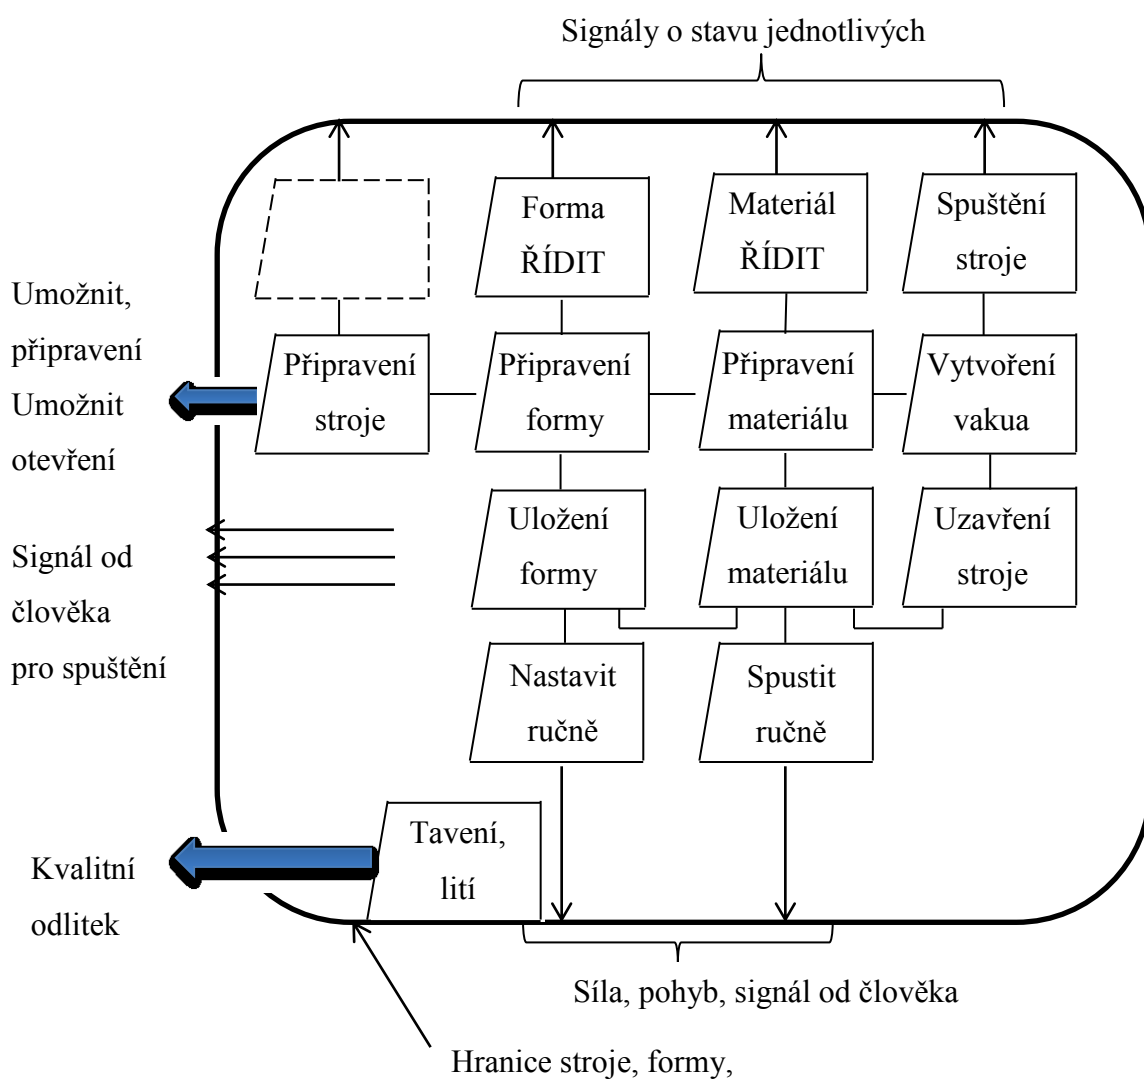 Signály o stavu jednotlivých
Forma
ŘÍDIT
Materiál
ŘÍDIT
Spuštění
stroje
Umožnit,
připravení
Umožnit
otevření
Připravení
stroje
Připravení
formy
Připravení
materiálu
Vytvoření
vakua
Uložení
formy
Uložení
materiálu
Uzavření
stroje
Signál od
člověka
pro spuštění
Nastavit
ručně
Spustit
ručně
Tavení,
lití
Kvalitní
odlitek
Síla, pohyb, signál od člověka
Hranice stroje, formy,